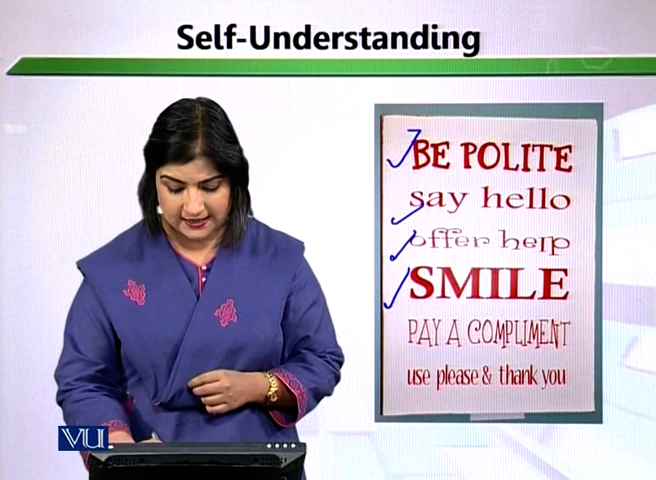 Self-Understanding
BE POLITE
say hello
offer help
SMILE
PAY A COMPLIMENT
use please & thank you
VU